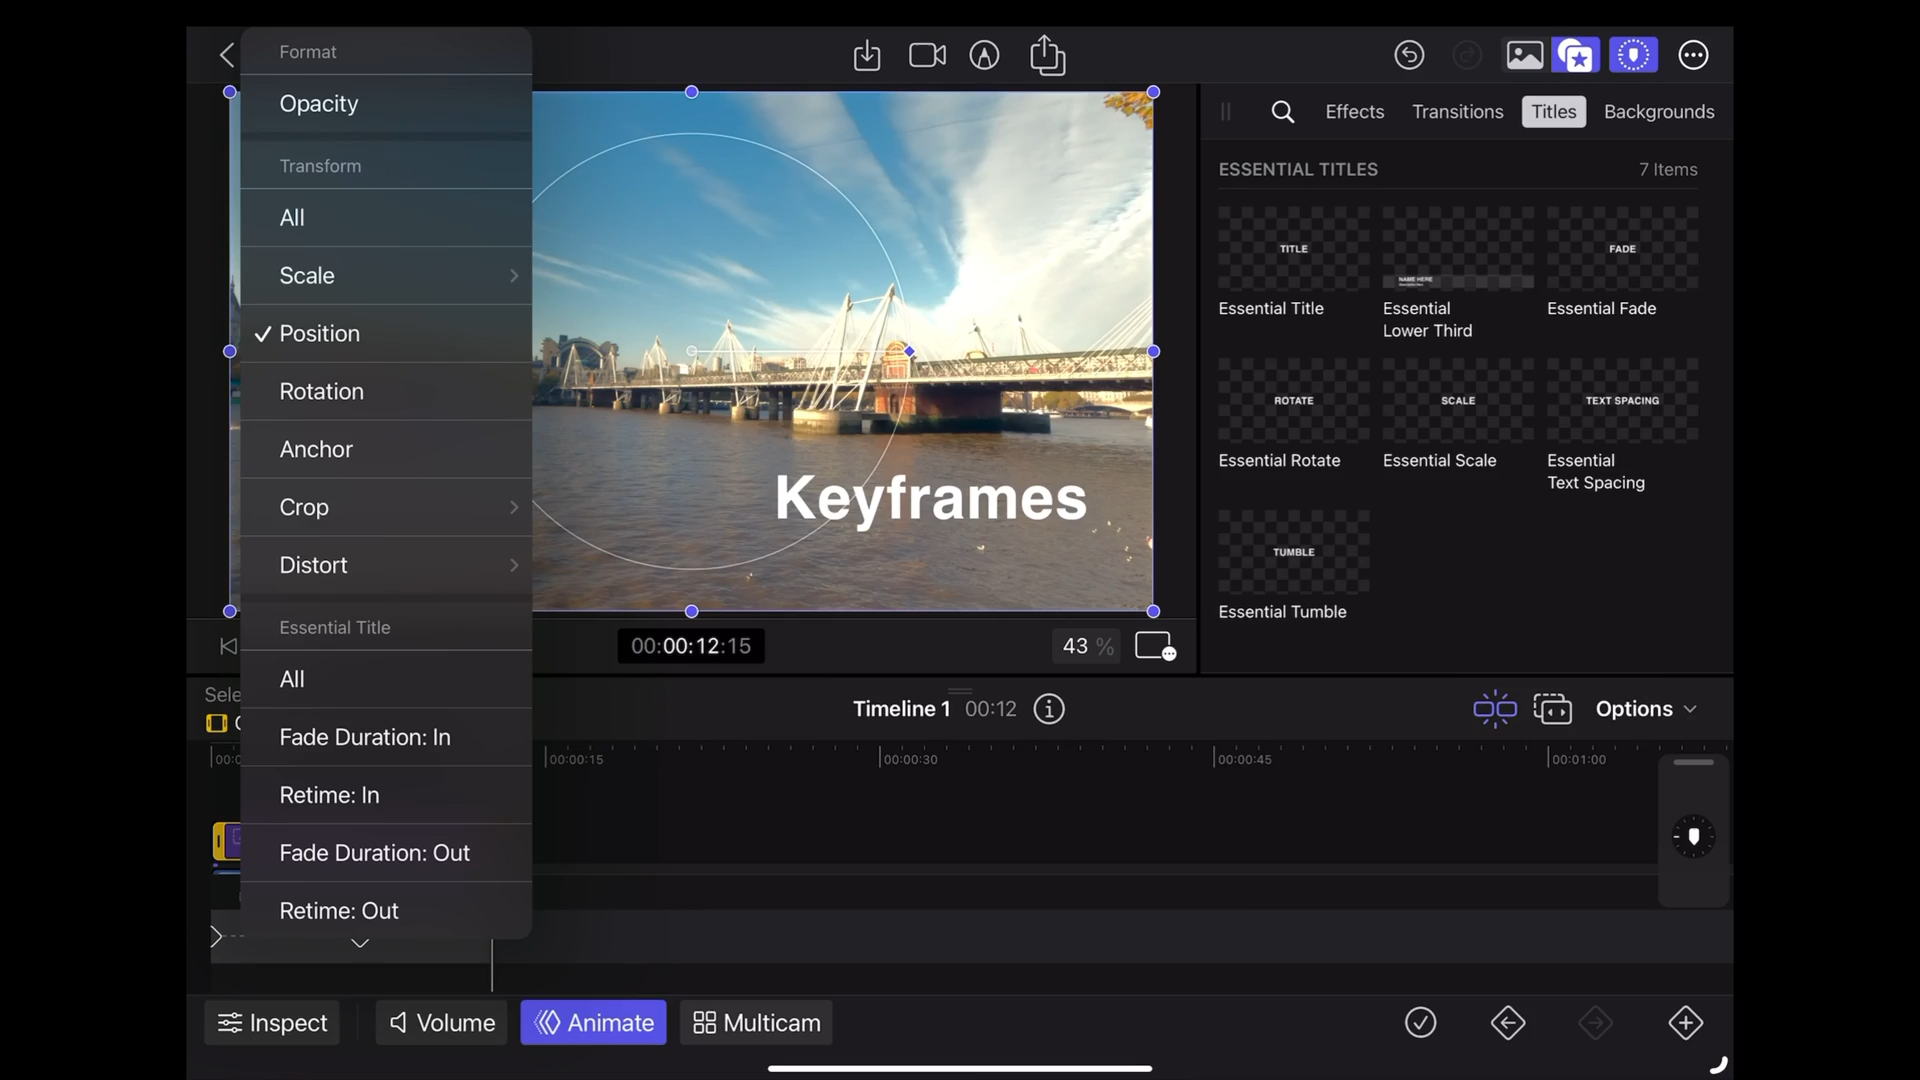 Format
Opacity
Transform
All
Scale
Position
Rotation
Anchor
Crop
Distort
Essential Title
All
Fade Duration: In
Retime: In
Fade Duration: Out
Retime: Out
Keyframes
00:00:12:15
43 %
Effects
Transitions
Titles
Backgrounds
ESSENTIAL TITLES
7 Items
TITLE
NAME HERE
FADE
Essential Title
Essential
Lower Third
Essential Fade
ROTATE
SCALE
TEXT SPACING
Essential Rotate
Essential Scale
Essential
Text Spacing
TUMBLE
Essential Tumble
Timeline 1 00:12
Options
00:00:15
00:00:30
00:00:45
00:01:00
Inspect
Volume
Animate
Multicam